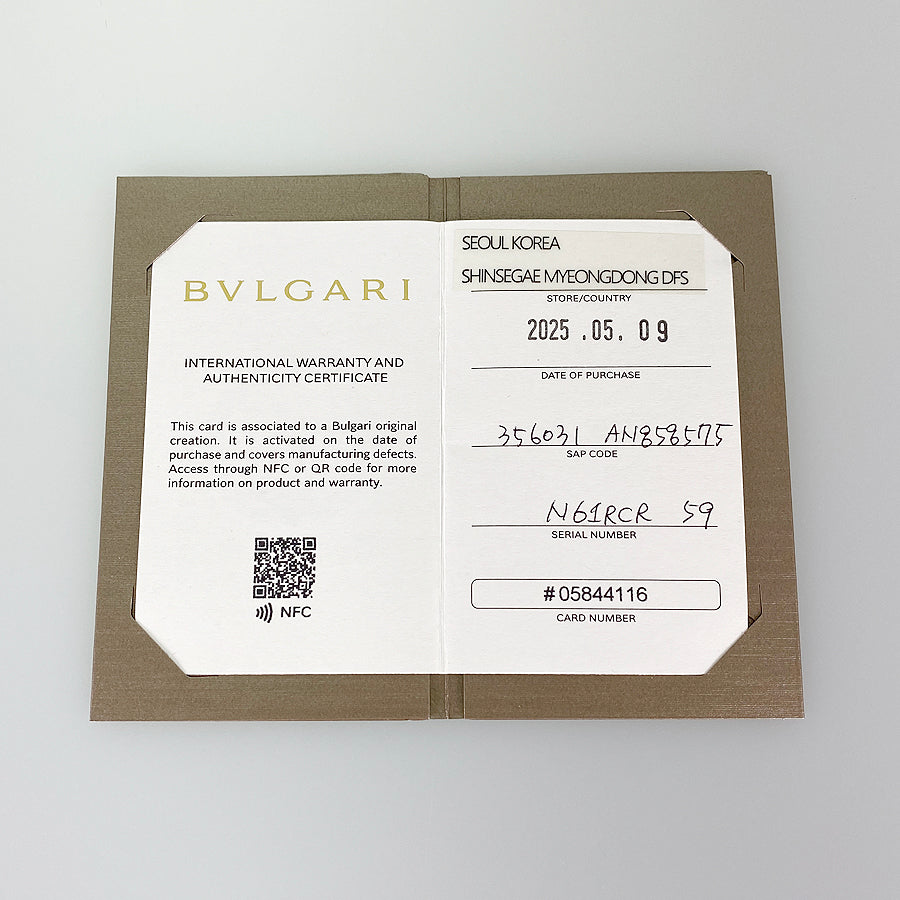 BVLGARI
INTERNATIONAL WARRANTY AND
AUTHENTICITY CERTIFICATE
This card is associated to a Bulgari original
creation. It is activated on the date of
purchase and covers manufacturing defects.
Access through NFC or QR code for more
information on product and warranty.
NFC
SEOUL KOREA
SHINSEGAE MYEONGDONG DFS
STORE/COUNTRY
2025 .05. 09
DATE OF PURCHASE
356031 AN858575
SAP CODE
N61RCR 59
SERIAL NUMBER
#05844116
CARD NUMBER